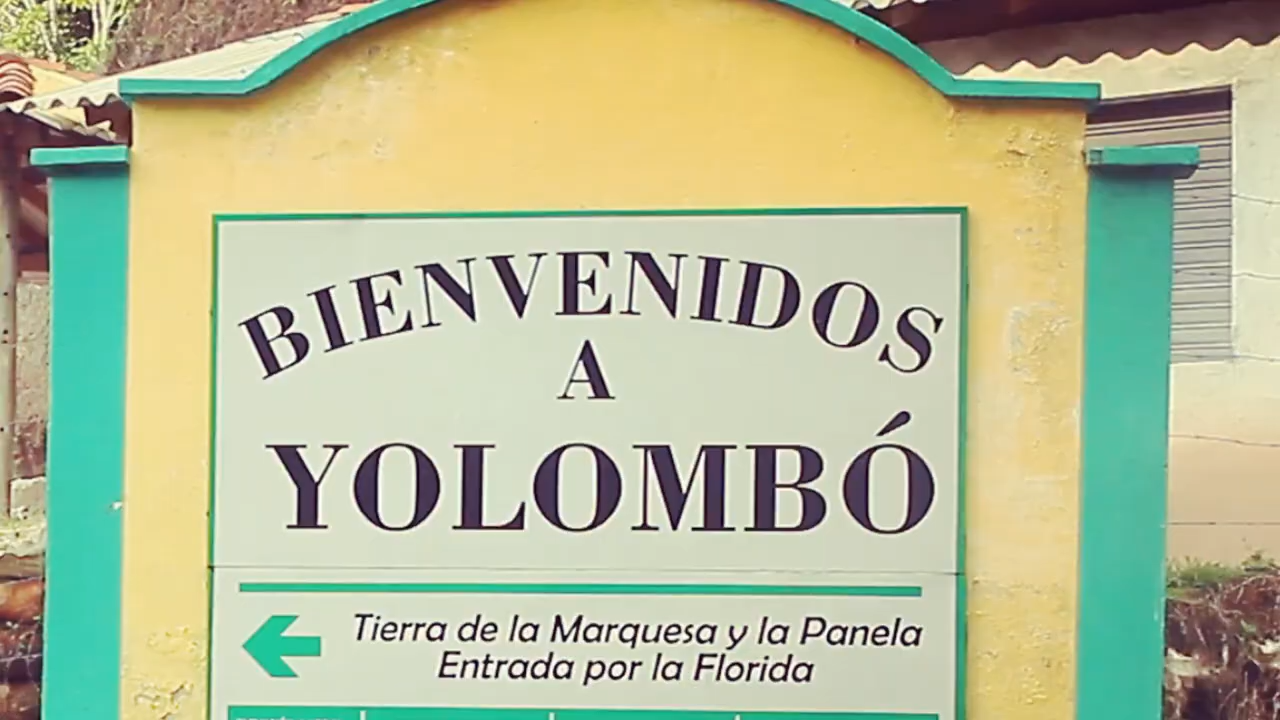 BIENVENIDOS
A
YOLOMBÓ
Tierra de la Marquesa y la Panela
Entrada por la Florida